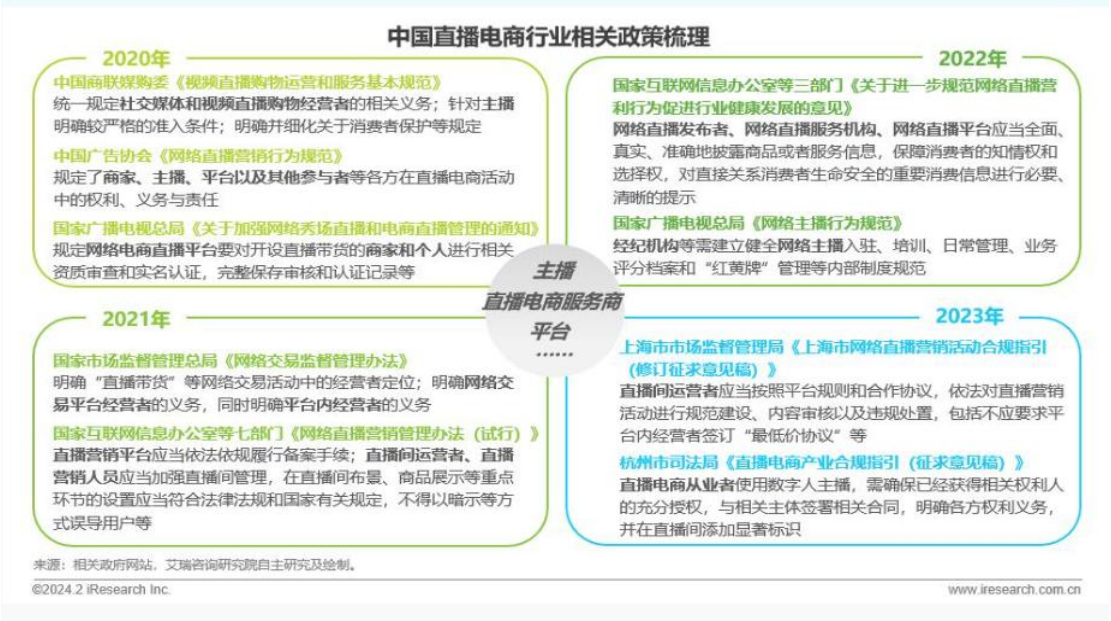 中国直播电商行业相关政策梳理
2020年
中国商联媒购委《视频直播购物运营和服务基本规范》
统一规定社交媒体和视频直播购物经营者的相关义务；针对主播
明确较严格的准入条件；明确并细化关于消费者保护等规定
中国广告协会《网络直播营销行为规范》
规定了商家、主播、平台以及其他参与者等各方在直播电商活动
中的权利、义务与责任
国家广播电视总局《关于加强网络秀场直播和电商直播管理的通知》
规定网络电商直播平台要对开设直播带货的商家和个人进行相关
资质审查和实名认证，完整保存审核和认证记录等
2022年
国家互联网信息办公室等三部门《关于进一步规范网络直播营
利行为促进行业健康发展的意见》
网络直播发布者、网络直播服务机构、网络直播平台应当全面、
真实、准确地披露商品或者服务信息，保障消费者的知情权和
选择权，对直接关系消费者生命安全的重要消费信息进行必要、
清晰的提示
国家广播电视总局《网络主播行为规范》
经纪机构等需建立健全网络主播入驻、培训、日常管理、业务
评分档案和“红黄牌”管理等内部制度规范
主播
直播电商服务商
平台
……
2021年
国家市场监督管理总局《网络交易监督管理办法》
明确“直播带货”等网络交易活动中的经营者定位；明确网络交
易平台经营者的义务，同时明确平台内经营者的义务
国家互联网信息办公室等七部门《网络直播营销管理办法（试行）》
直播营销平台应当依法依规履行备案手续；直播间运营者、直播
营销人员应当加强直播间管理，在直播间布景、商品展示等重点
环节的设置应当符合法律法规和国家有关规定，不得以暗示等方
式误导用户等
2023年
上海市市场监督管理局《上海市网络直播营销活动合规指引
（修订征求意见稿）》
直播间运营者应当按照平台规则和合作协议，依法对直播营销
活动进行规范建设、内容审核以及违规处置，包括不应要求平
台内经营者签订“最低价协议”等
杭州市司法局《直播电商产业合规指引（征求意见稿）》
直播电商从业者使用数字人主播，需确保已经获得相关权利人
的充分授权，与相关主体签署相关合同，明确各方权利义务，
并在直播间添加显著标识
来源：相关政府网站，艾瑞咨询研究院自主研究及绘制。
©2024.2 iResearch Inc.
www.iresearch.com.cn